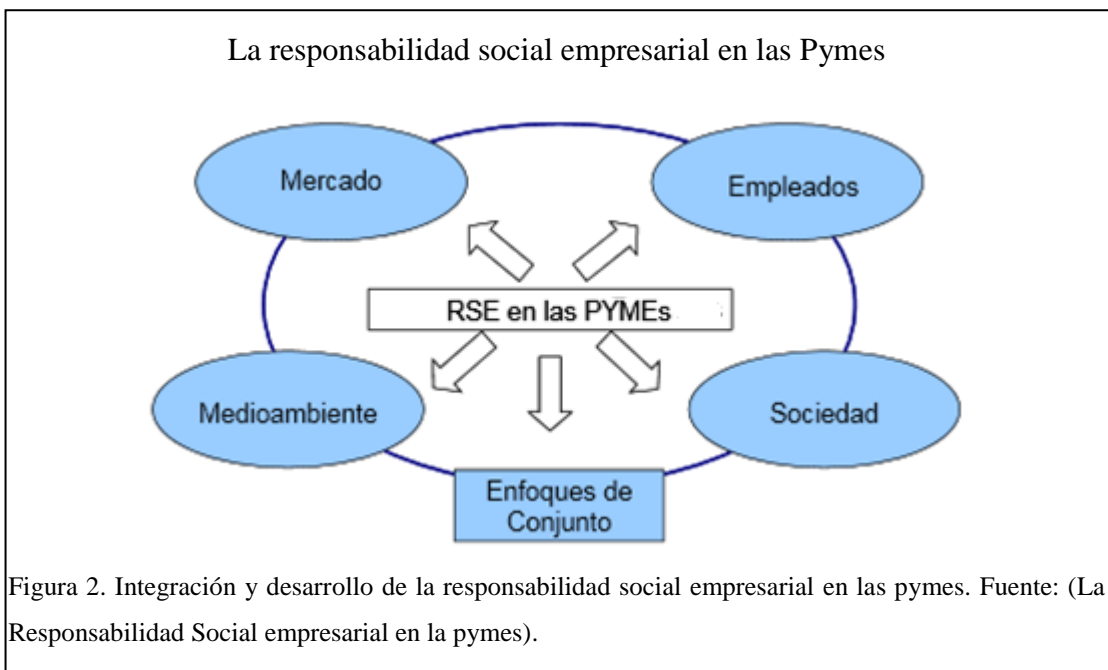 La responsabilidad social empresarial en las Pymes
Mercado
Empleados
RSE en las PYMEs
Medioambiente
Sociedad
Enfoques de
Conjunto
Figura 2. Integración y desarrollo de la responsabilidad social empresarial en las pymes. Fuente: (La
Responsabilidad Social empresarial en la pymes).